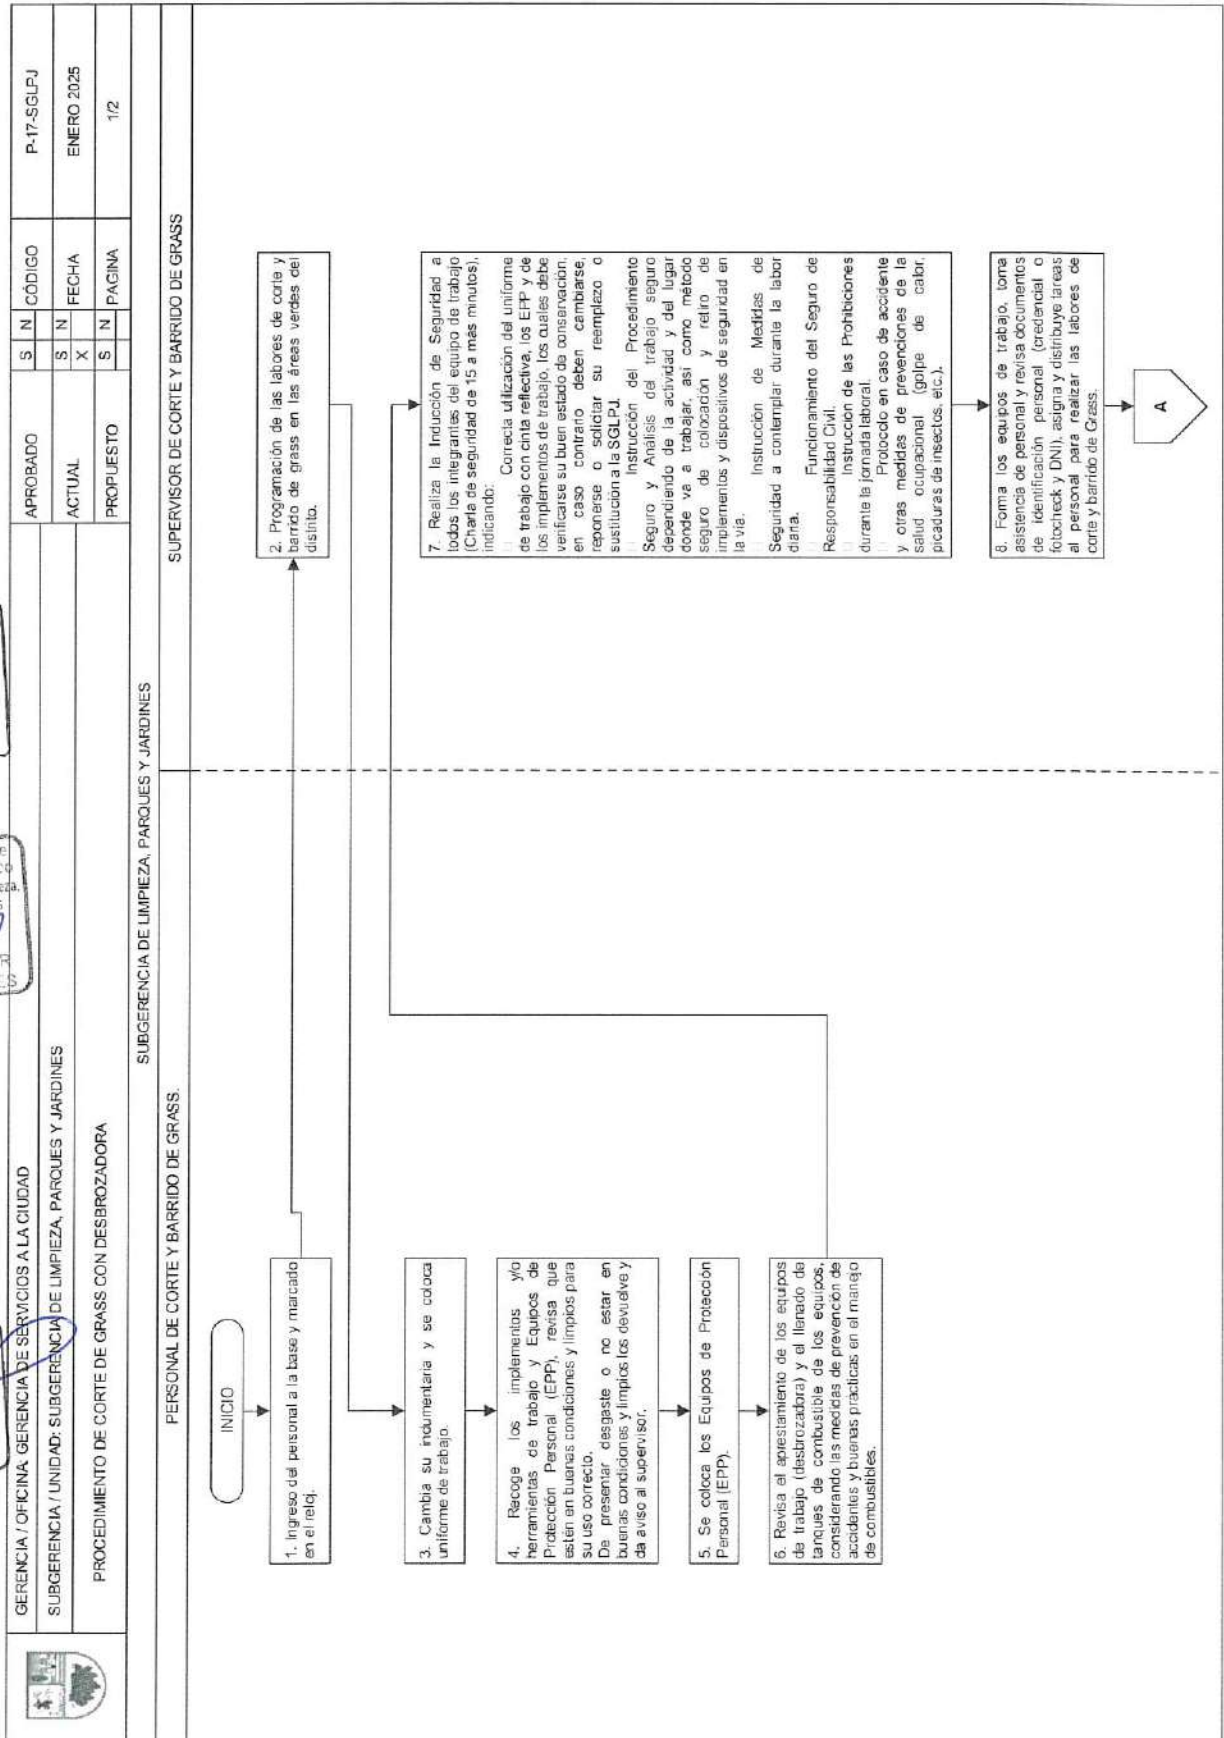 GERENCIA / OFICINA: GERENCIA DE SERVICIOS A LA CIUDAD
APROBADO S N CÓDIGO P-17-SGLPJ
SUBGERENCIA / UNIDAD: SUBGERENCIA DE LIMPIEZA, PARQUES Y JARDINES
ACTUAL S N FECHA ENERO 2025
X
PROCEDIMIENTO DE CORTE DE GRASS CON DESBROZADORA
PROPUESTO S N PAGINA 1/2
SUBGERENCIA DE LIMPIEZA, PARQUES Y JARDINES
PERSONAL DE CORTE Y BARRIDO DE GRASS.
SUPERVISOR DE CORTE Y BARRIDO DE GRASS
INICIO
1. Ingreso del personal a la base y marcado
en el reloj.
2. Programación de las labores de corte y
barrido de grass en las áreas verdes del
distrito.
3. Cambia su indumentaria y se coloca
uniforme de trabajo.
4. Recoge los implementos y/o
herramientas de trabajo y Equipos de
Protección Personal (EPP), revisa que
estén en buenas condiciones y limpios para
su uso correcto.
De presentar desgaste o no estar en
buenas condiciones y limpios los devuelve y
da aviso al supervisor.
5. Se coloca los Equipos de Protección
Personal (EPP).
6. Revisa el aprestamiento de los equipos
de trabajo (desbrozadora) y el llenado de
tanques de combustible de los equipos,
considerando las medidas de prevención de
accidentes y buenas practicas en el manejo
de combustibles.
7. Realiza la Inducción de Seguridad a
todos los integrantes del equipo de trabajo
(Charla de seguridad de 15 a más minutos),
indicando:
Correcta utilización del uniforme
de trabajo con cinta reflectiva, los EPP y de
los implementos de trabajo, los cuales debe
verificarse su buen estado de conservación,
en caso contrario deben cambiarse,
reponerse o solicitar su reemplazo o
sustitución a la SGLPJ.
Instrucción del Procedimiento
Seguro y Análisis del trabajo seguro
dependiendo de la actividad y del lugar
donde va a trabajar, así como método
seguro de colocación y retiro de
implementos y dispositivos de seguridad en
la vía.
Instrucción de Medidas de
Seguridad a contemplar durante la labor
diaria.
Funcionamiento del Seguro de
Responsabilidad Civil.
Instrucción de las Prohibiciones
durante la jornada laboral.
Protocolo en caso de accidente
y otras medidas de prevenciones de la
salud ocupacional (golpe de calor,
picaduras de insectos, etc.).
8. Forma los equipos de trabajo, toma
asistencia de personal y revisa documentos
de identificación personal (credencial o
fotocheck y DNI), asigna y distribuye tareas
al personal para realizar las labores de
corte y barrido de Grass.
A